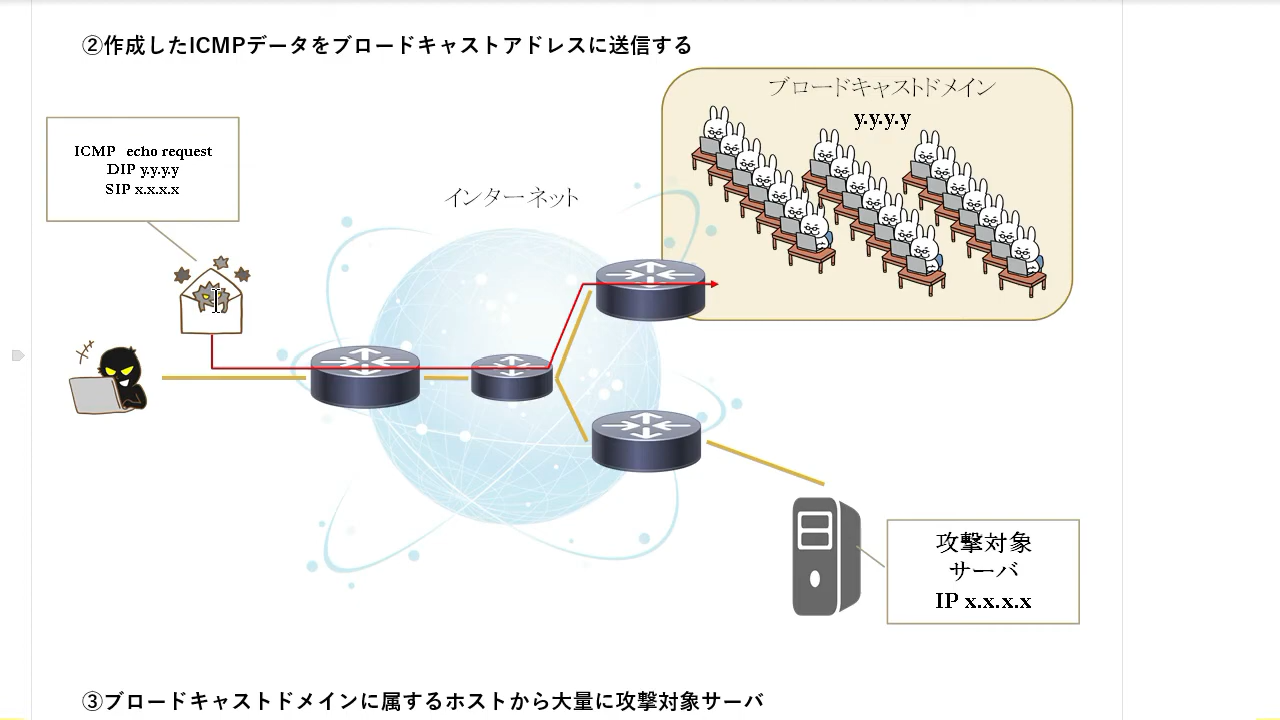 ②作成したICMPデータをブロードキャストアドレスに送信する
ブロードキャストドメイン
y.y.y.y
ICMP echo request
DIP y.y.y.y
SIP x.x.x.x
インターネット
攻撃対象
サーバ
IP x.x.x.x
③ブロードキャストドメインに属するホストから大量に攻撃対象サーバ